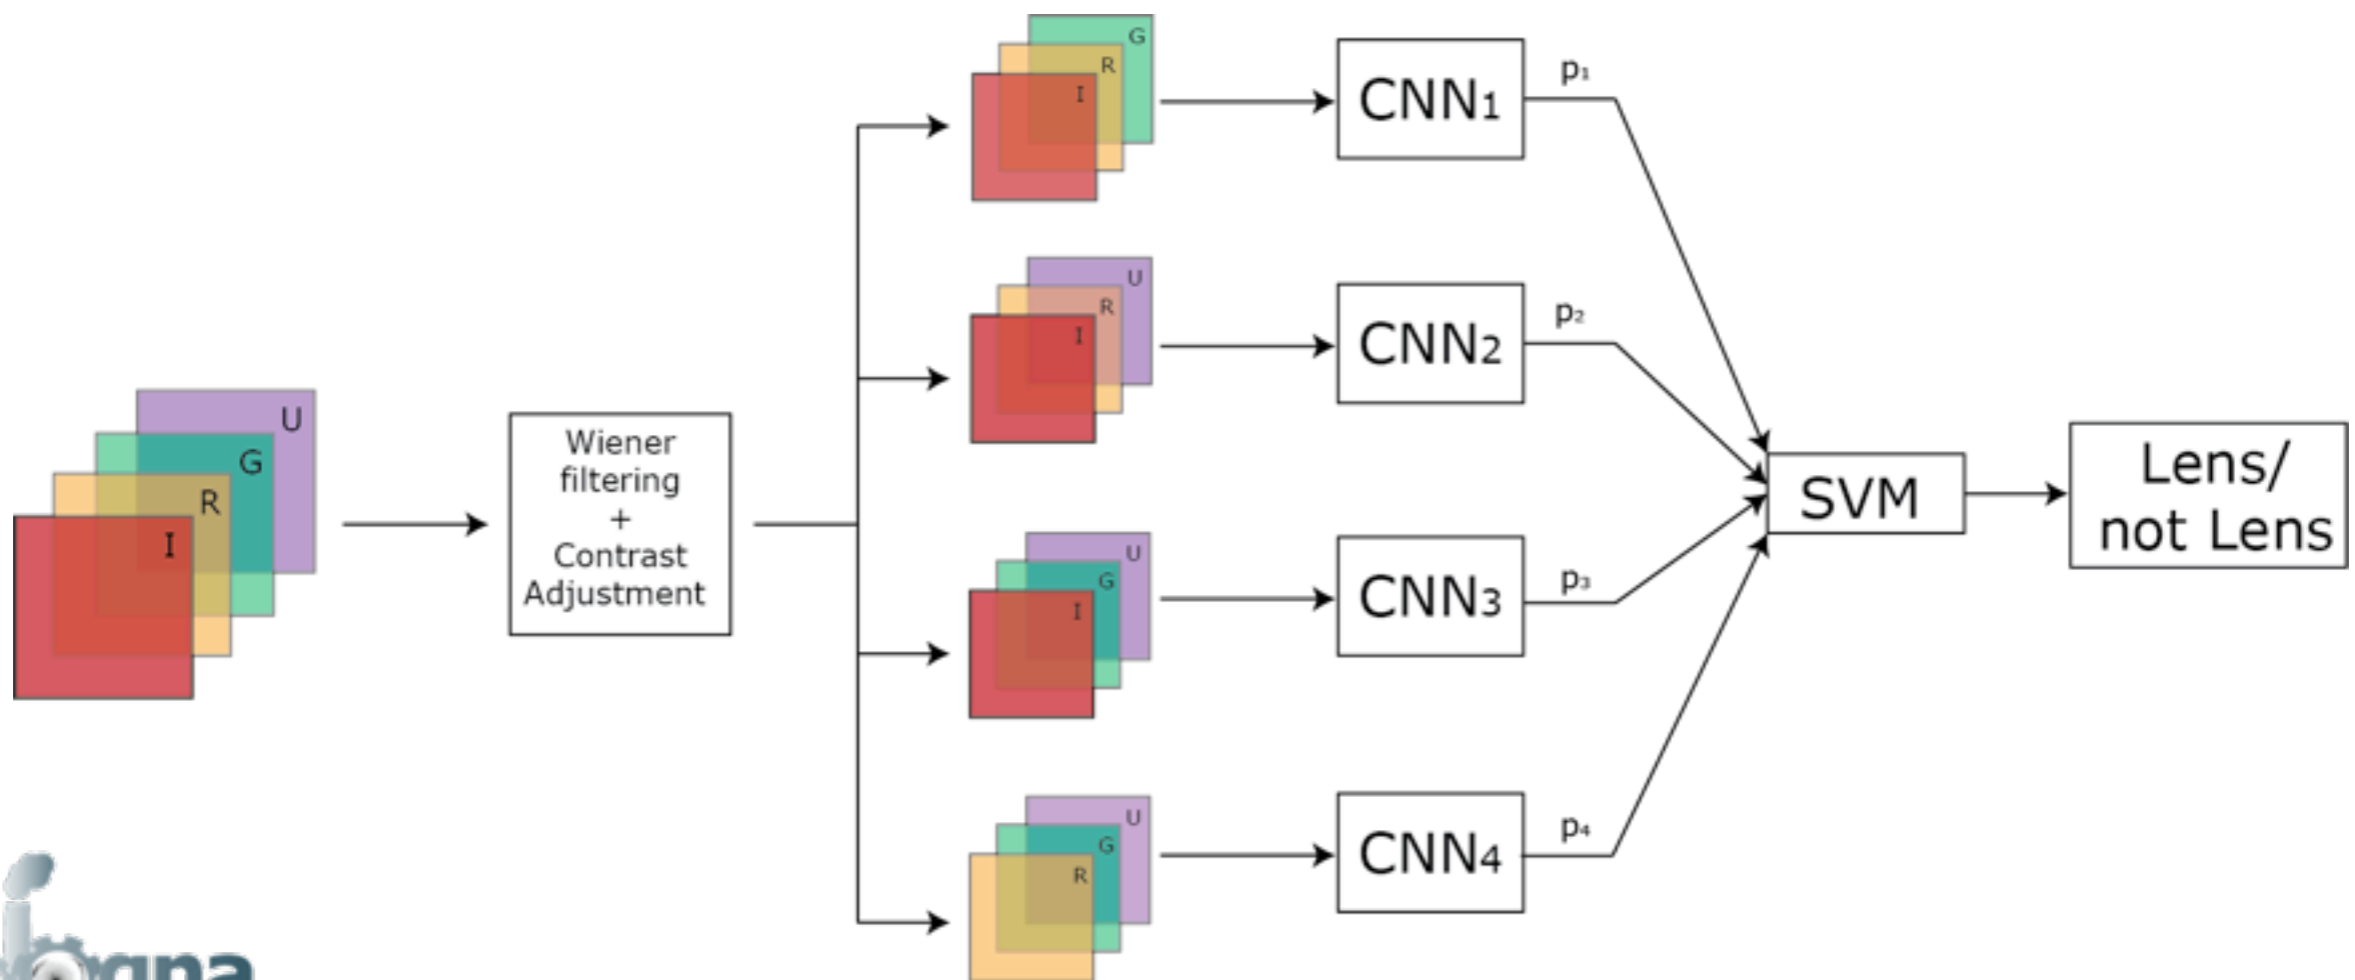 U
G
R
I
Wiener
filtering
+
Contrast
Adjustment
G
R
I
CNN1
p1
U
R
I
CNN2
p2
U
G
I
CNN3
p3
U
G
R
CNN4
p4
SVM
Lens/
not Lens